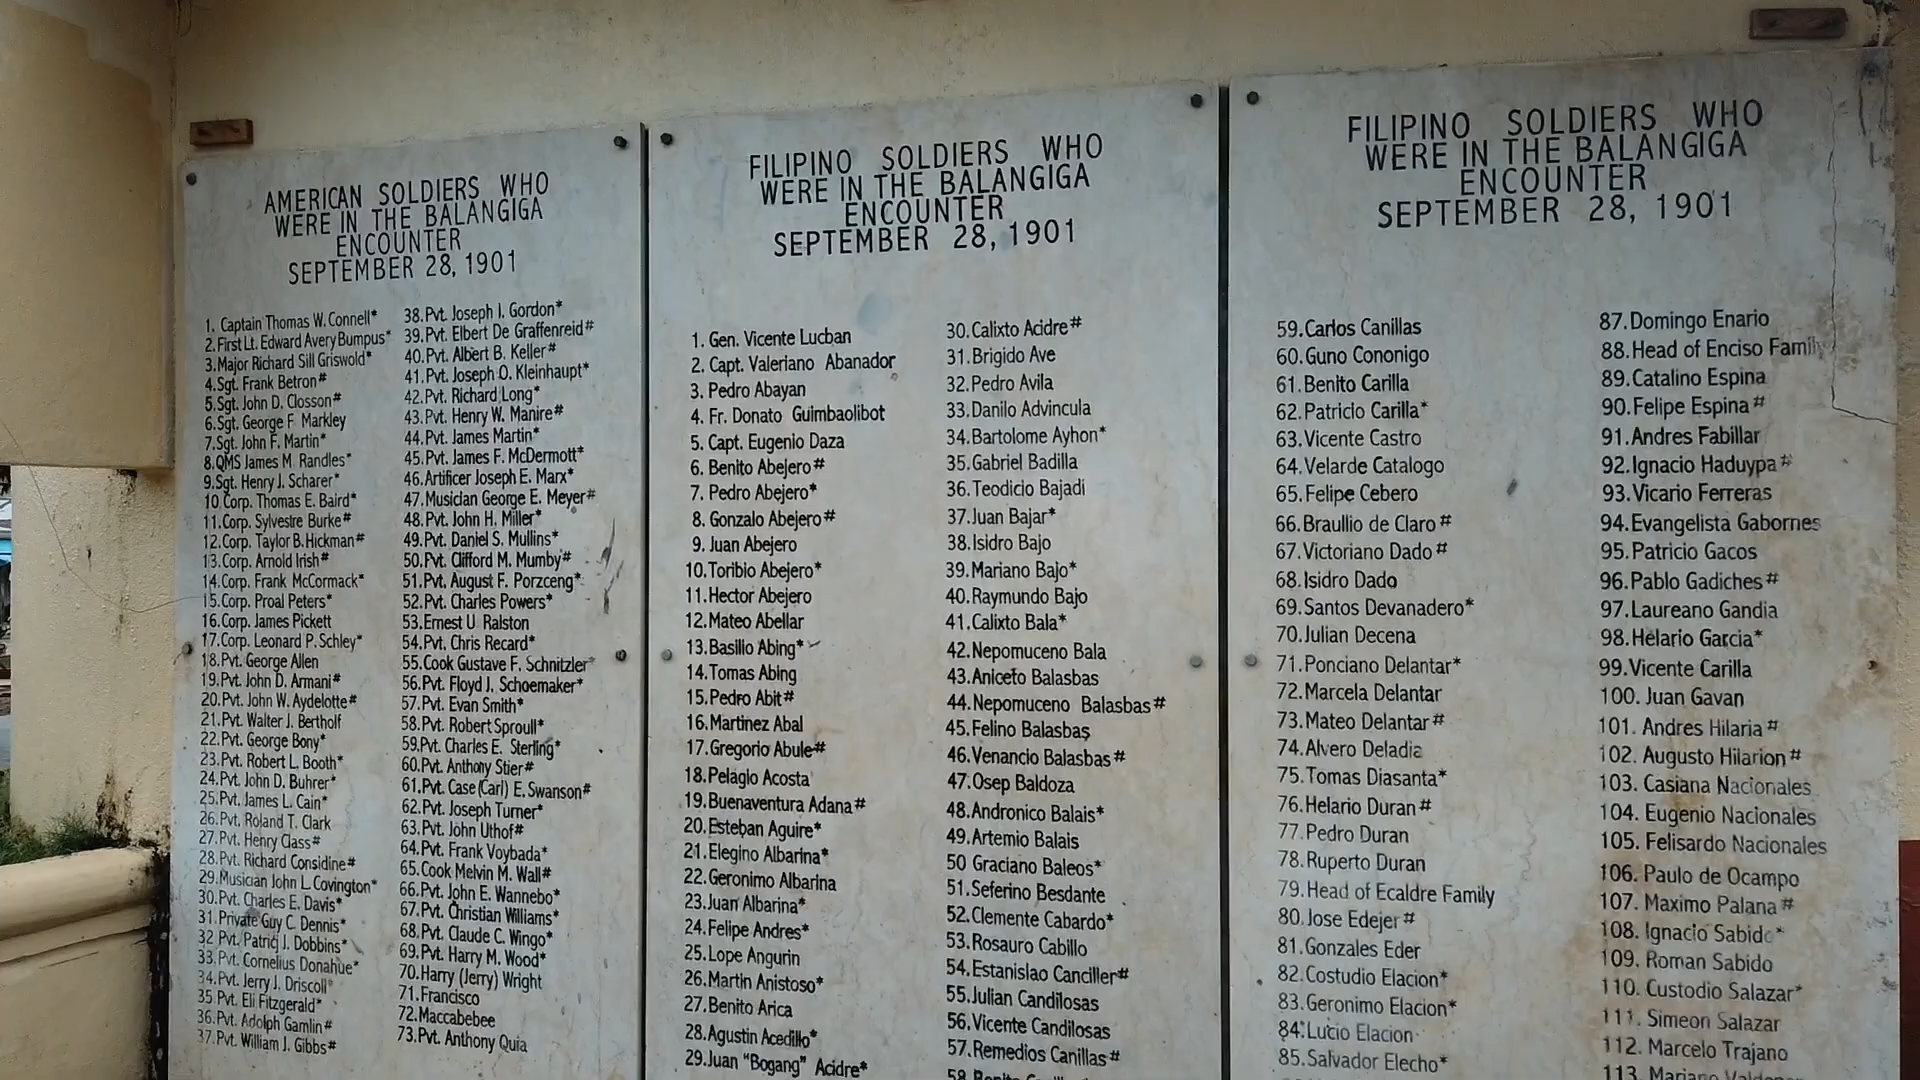 AMERICAN SOLDIERS WHO
WERE IN THE BALANGIGA
ENCOUNTER
SEPTEMBER 28, 1901
1. Captain Thomas W. Connell*
2. First Lt. Edward Avery Bumpus*
3. Major Richard Sill Griswold*
4. Sgt. Frank Betron#
5. Sgt. John D. Closson#
6. Sgt. George F. Markley
7. Sgt. John F. Martin*
8. QMS James M. Randles*
9. Sgt. Henry J. Scharer*
10 Corp. Thomas E. Baird*
11. Corp. Sylvestre Burke#
12. Corp. Taylor B. Hickman#
13. Corp. Arnold Irish#
14. Corp. Frank McCormack*
15. Corp. Proal Peters*
16. Corp. James Pickett
17. Corp. Leonard P. Schley*
18. Pvt. George Allen
19. Pvt. John D. Armani#
20. Pvt. John W. Aydelotte#
21. Pvt. Walter J. Bertholf
22. Pvt. George Bony*
23. Pvt. Robert L. Booth*
24. Pvt. John D. Buhrer*
25. Pvt. James L. Cain*
26. Pvt. Roland T. Clark
27. Pvt. Henry Class#
28. Pvt. Richard Considine#
29. Musician John L. Covington*
30. Pvt. Charles E. Davis*
31. Private Guy C. Dennis*
32 Pvt. Patricj J. Dobbins*
33. Pvt. Cornelius Donahue*
34. Pvt. Jerry J. Driscoll*
35 Pvt. Eli Fitzgerald*
36. Pvt. Adolph Gamlin#
37. Pvt. William J. Gibbs#
38. Pvt. Joseph I. Gordon*
39. Pvt. Elbert De Graffenreid#
40. Pvt. Albert B. Keller#
41. Pvt. Joseph O. Kleinhaupt*
42. Pvt. Richard Long*
43. Pvt. Henry W. Manire#
44. Pvt. James Martin*
45. Pvt. James F. McDermott*
46. Artificer Joseph E. Marx*
47. Musician George E. Meyer#
48. Pvt. John H. Miller*
49. Pvt. Daniel S. Mullins*
50. Pvt. Clifford M. Mumby#
51. Pvt. August F. Porzceng*
52. Pvt. Charles Powers*
53. Ernest U. Ralston
54. Pvt. Chris Recard*
55. Cook Gustave F. Schnitzler*
56. Pvt. Floyd J. Schoemaker*
57. Pvt. Evan Smith*
58. Pvt. Robert Sproull*
59. Pvt. Charles E. Sterling*
60. Pvt. Anthony Stier#
61. Pvt. Case (Carl) E. Swanson#
62. Pvt. Joseph Turner*
63. Pvt. John Uthof#
64. Pvt. Frank Voybada*
65. Cook Melvin M. Wall#
66. Pvt. John E. Wannebo*
67. Pvt. Christian Williams*
68. Pvt. Claude C. Wingo*
69. Pvt. Harry M. Wood*
70. Harry (Jerry) Wright
71. Francisco
72. Maccabebee
73. Pvt. Anthony Quia
FILIPINO SOLDIERS WHO
WERE IN THE BALANGIGA
ENCOUNTER
SEPTEMBER 28, 1901
1. Gen. Vicente Lucban
2. Capt. Valeriano Abanador
3. Pedro Abayan
4. Fr. Donato Guimbaolibot
5. Capt. Eugenio Daza
6. Benito Abejero#
7. Pedro Abejero*
8. Gonzalo Abejero#
9. Juan Abejero
10. Toribio Abejero*
11. Hector Abejero
12. Mateo Abellar
13. Basillo Abing*
14. Tomas Abing
15. Pedro Abit#
16. Martinez Abal
17. Gregorio Abule#
18. Pelagio Acosta
19. Buenaventura Adana#
20. Esteban Aguire*
21. Elegino Albarina*
22. Geronimo Albarina
23. Juan Albarina*
24. Felipe Andres*
25. Lope Angurin
26. Martin Anistoso*
27. Benito Arica
28. Agustin Acedillo*
29. Juan "Bogang" Acidre*
30. Calixto Acidre#
31. Brigido Ave
32. Pedro Avila
33. Danilo Advincula
34. Bartolome Ayhon*
35. Gabriel Badilla
36. Teodicio Bajadi
37. Juan Bajar*
38. Isidro Bajo
39. Mariano Bajo*
40. Raymundo Bajo
41. Calixto Bala*
42. Nepomuceno Bala
43. Aniceto Balasbas
44. Nepomuceno Balasbas#
45. Felino Balasbas
46. Venancio Balasbas#
47. Osep Baldoza
48. Andronico Balais*
49. Artemio Balais
50 Graciano Baleos*
51. Seferino Besdante
52. Clemente Cabardo*
53. Rosauro Cabillo
54. Estanislao Canciller#
55. Julian Candilosas
56. Vicente Candilosas
57. Remedios Canillas#
58.
FILIPINO SOLDIERS WHO
WERE IN THE BALANGIGA
ENCOUNTER
SEPTEMBER 28, 1901
59. Carlos Canillas
60. Guno Cononigo
61. Benito Carilla
62. Patricio Carilla*
63. Vicente Castro
64. Velarde Catalogo
65. Felipe Cebero
66. Braullio de Claro#
67. Victoriano Dado#
68. Isidro Dado
69. Santos Devanadero*
70. Julian Decena
71. Ponciano Delantar*
72. Marcela Delantar
73. Mateo Delantar#
74. Alvero Deladia
75. Tomas Diasanta*
76. Helario Duran#
77. Pedro Duran
78. Ruperto Duran
79. Head of Ecaldre Family
80. Jose Edejer#
81. Gonzales Eder
82. Costudio Elacion*
83. Geronimo Elacion*
84. Lucio Elacion
85. Salvador Elecho*
87. Domingo Enario
88. Head of Enciso Family
89. Catalino Espina
90. Felipe Espina#
91. Andres Fabillar
92. Ignacio Haduypa#
93. Vicario Ferreras
94. Evangelista Gabornes
95. Patricio Gacos
96. Pablo Gadiches#
97. Laureano Gandia
98. Helario Garcia*
99. Vicente Carilla
100. Juan Gavan
101. Andres Hilaria#
102. Augusto Hilarion#
103. Casiana Nacionales
104. Eugenio Nacionales
105. Felisardo Nacionales
106. Paulo de Ocampo
107. Maximo Palana#
108. Ignacio Sabido*
109. Roman Sabido
110. Custodio Salazar*
111. Simeon Salazar
112. Marcelo Trajano
113. Mariano